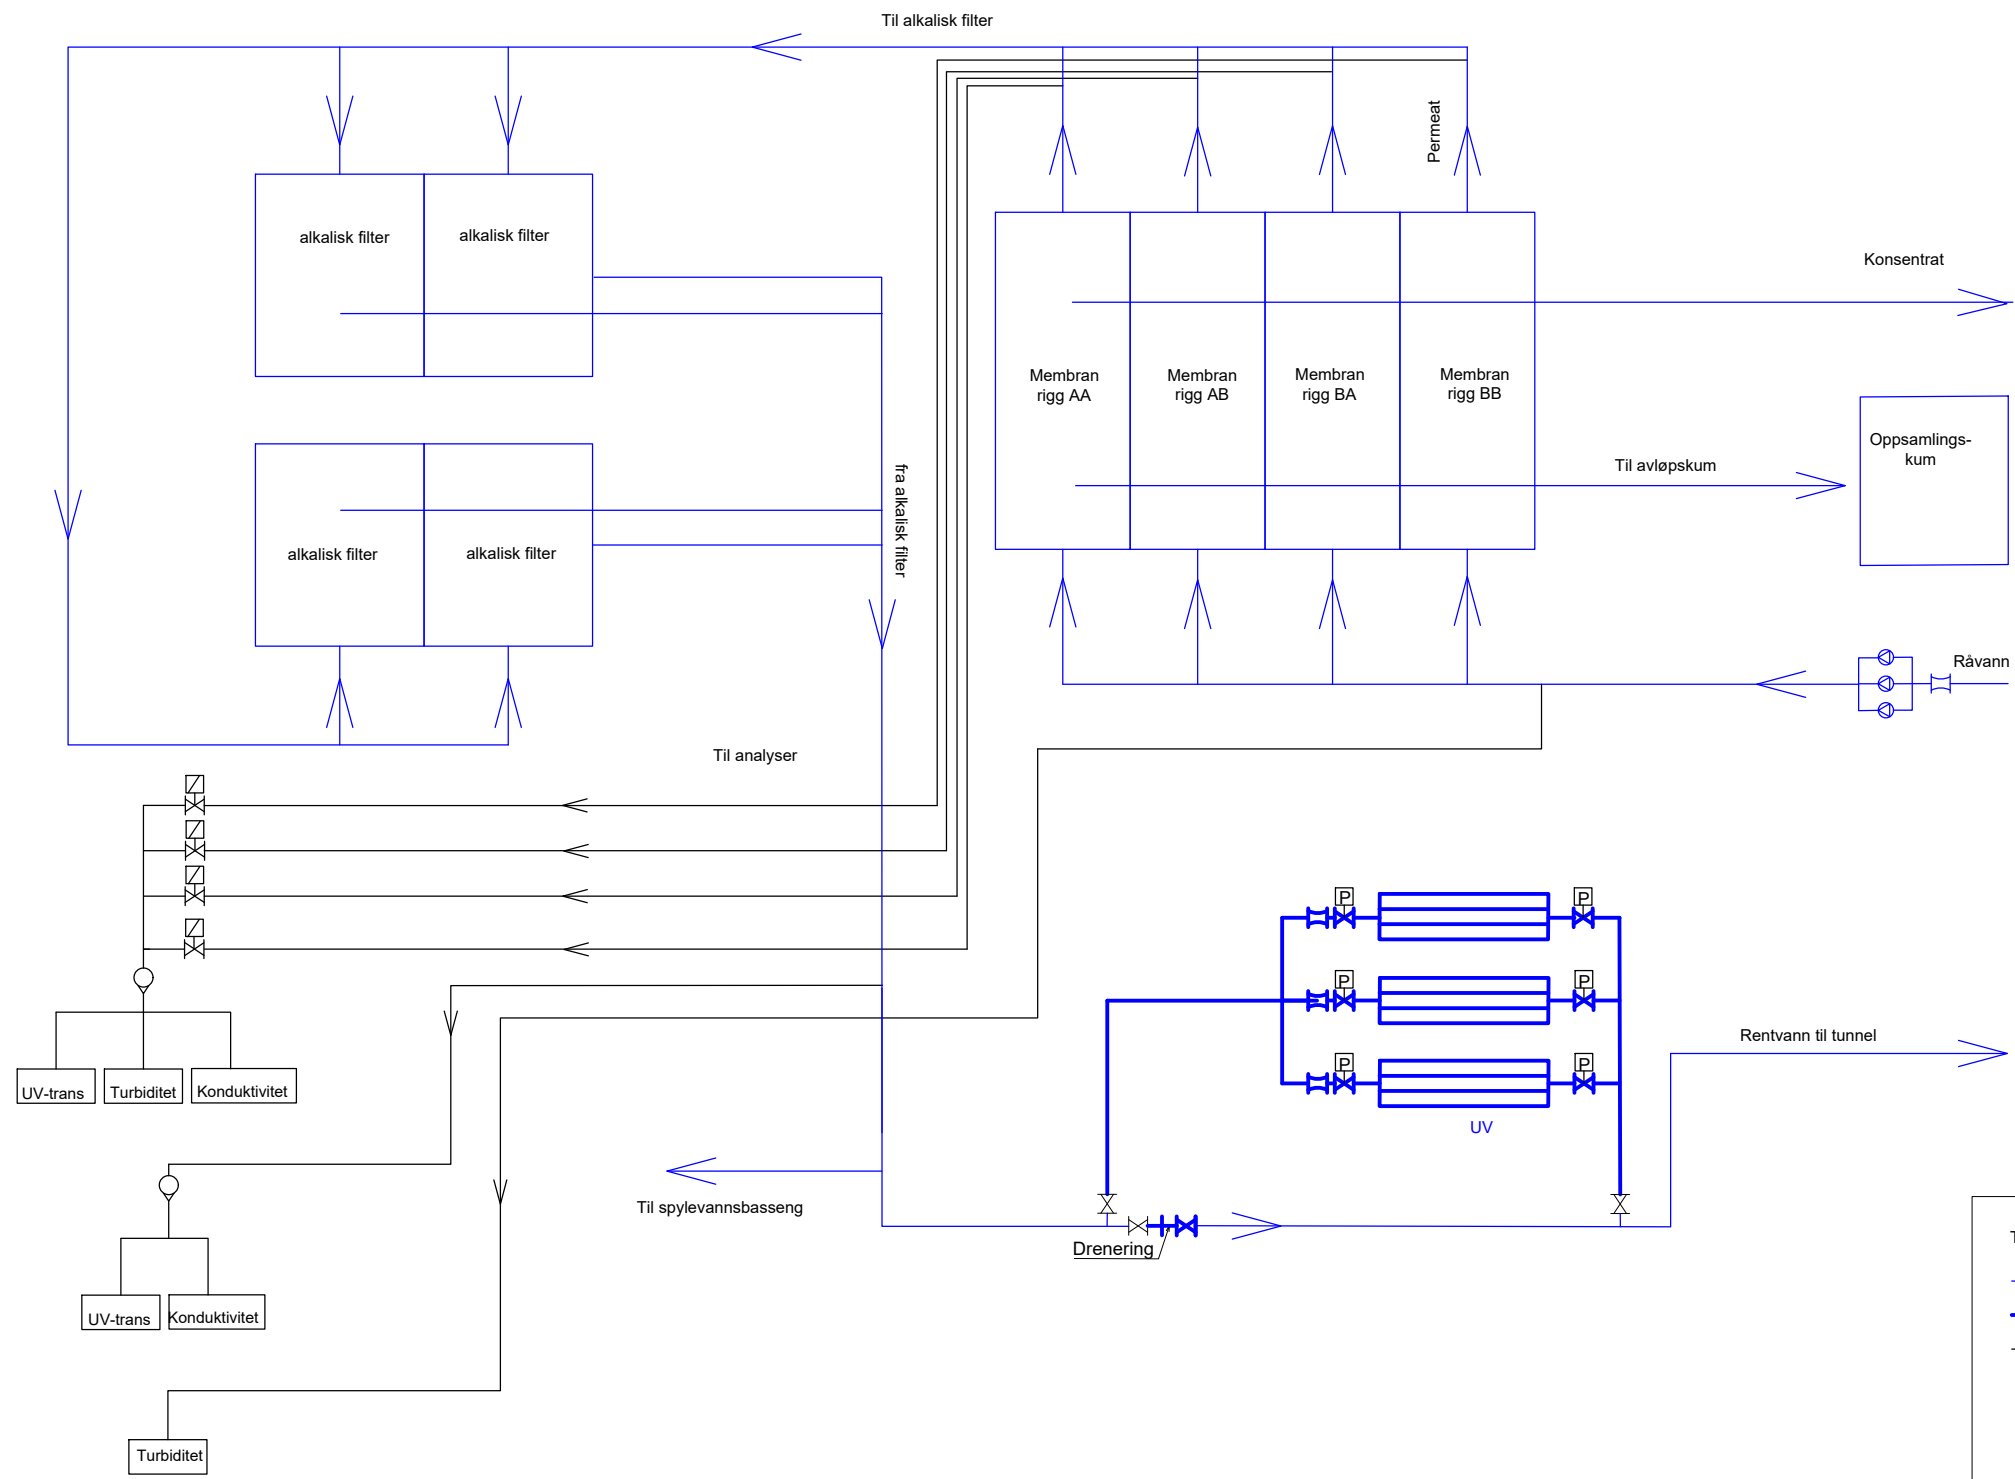 Til alkalisk filter
Permeat
alkalisk filter
alkalisk filter
Konsentrat
Membran
rigg AA
Membran
rigg AB
Membran
rigg BA
Membran
rigg BB
Oppsamlings-
kum
Til avløpskum
fra alkalisk filter
alkalisk filter
alkalisk filter
Råvann
Til analyser
P
P
P
P
P
P
UV
Rentvann til tunnel
UV-trans
Turbiditet
Konduktivitet
Til spylevannsbasseng
Drenering
UV-trans
Konduktivitet
Turbiditet